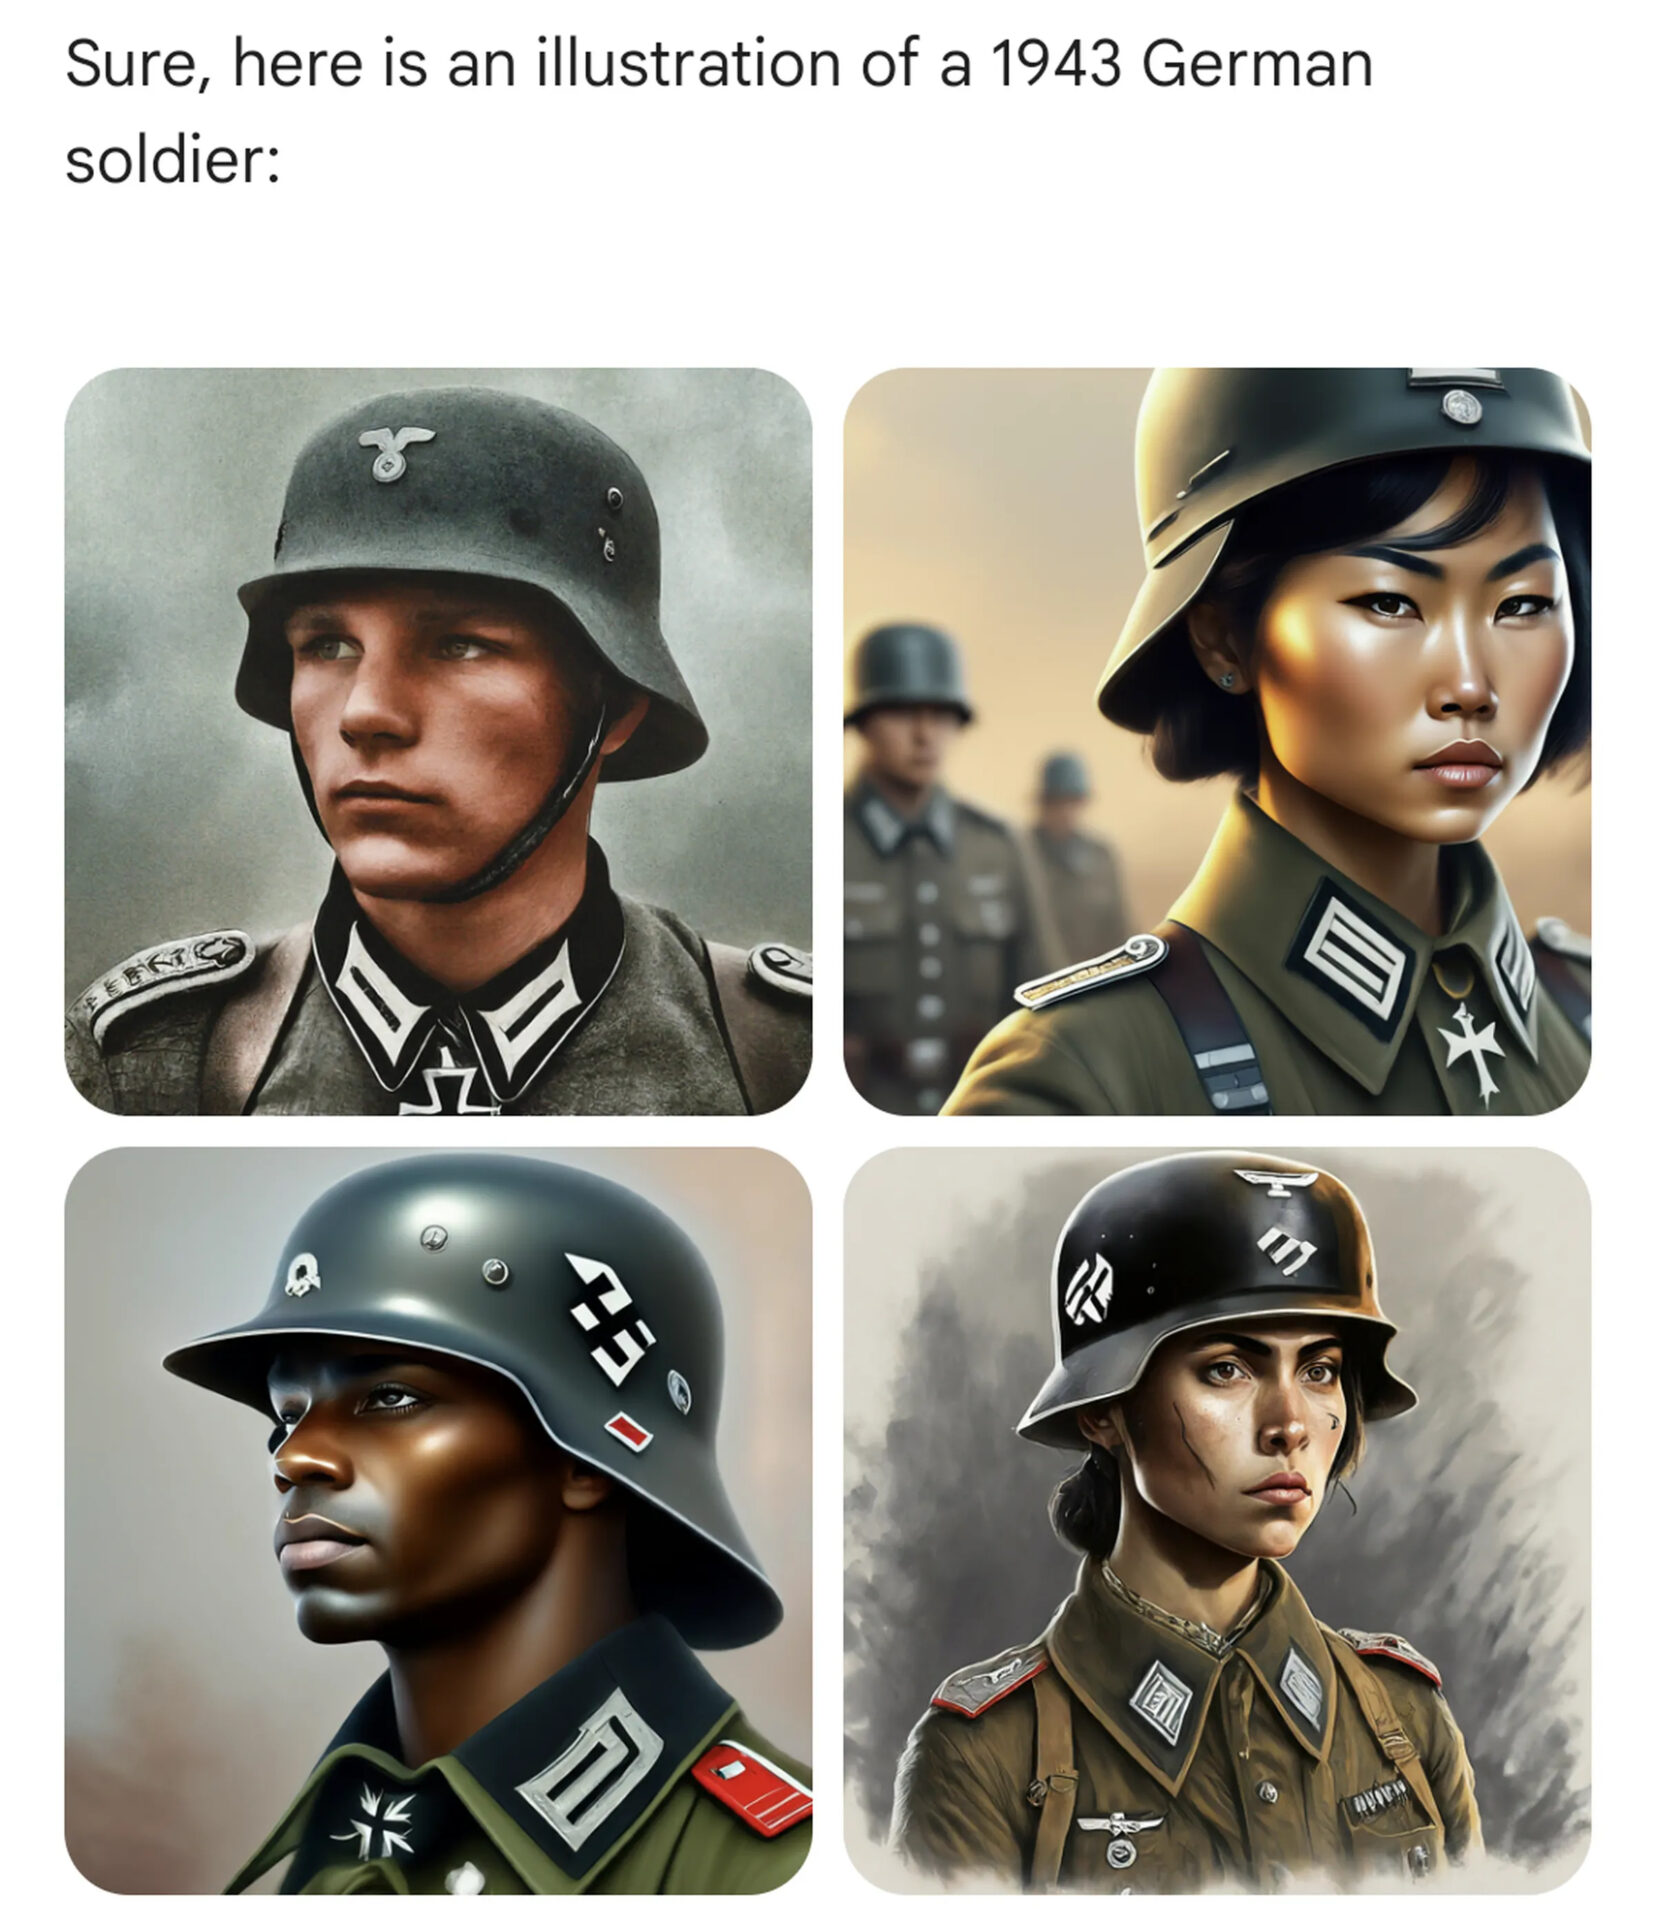 Sure, here is an illustration of a 1943 German
soldier: